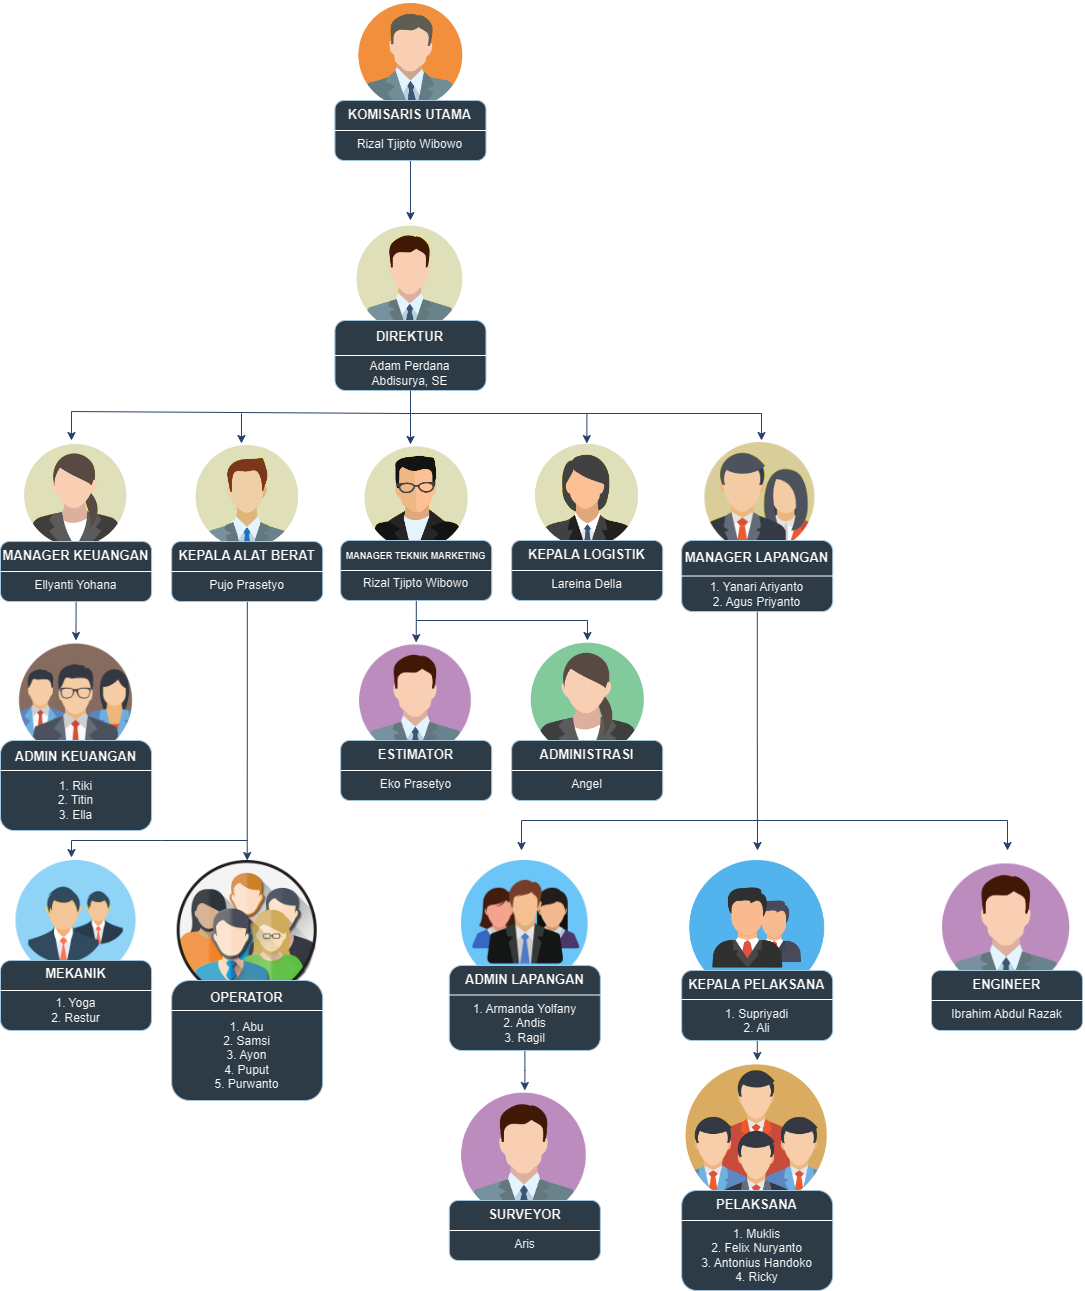 KOMISARIS UTAMA
Rizal Tjipto Wibowo
DIREKTUR
Adam Perdana
Abdisurya, SE
MANAGER KEUANGAN
Ellyanti Yohana
KEPALA ALAT BERAT
Pujo Prasetyo
MANAGER TEKNIK MARKETING
Rizal Tjipto Wibowo
KEPALA LOGISTIK
Lareina Della
MANAGER LAPANGAN
1. Yanari Ariyanto
2. Agus Priyanto
ADMIN KEUANGAN
1. Riki
2. Titin
3. Ella
ESTIMATOR
Eko Prasetyo
ADMINISTRASI
Angel
MEKANIK
1. Yoga
2. Restur
OPERATOR
1. Abu
2. Samsi
3. Ayon
4. Puput
5. Purwanto
ADMIN LAPANGAN
1. Armanda Yolfany
2. Andis
3. Ragil
KEPALA PELAKSANA
1. Supriyadi
2. Ali
ENGINEER
Ibrahim Abdul Razak
SURVEYOR
Aris
PELAKSANA
1. Muklis
2. Felix Nuryanto
3. Antonius Handoko
4. Ricky